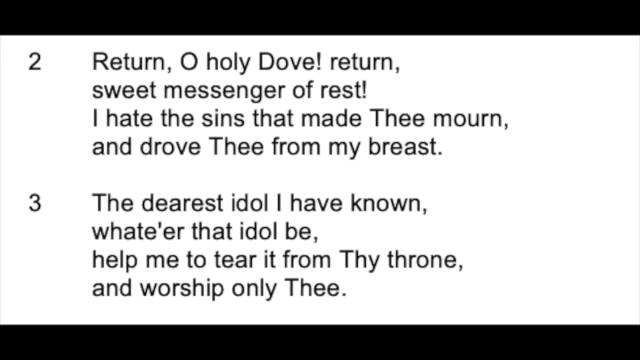 2 Return, O holy Dove! return,
sweet messenger of rest!
I hate the sins that made Thee mourn,
and drove Thee from my breast.
3 The dearest idol I have known,
whate'er that idol be,
help me to tear it from Thy throne,
and worship only Thee.